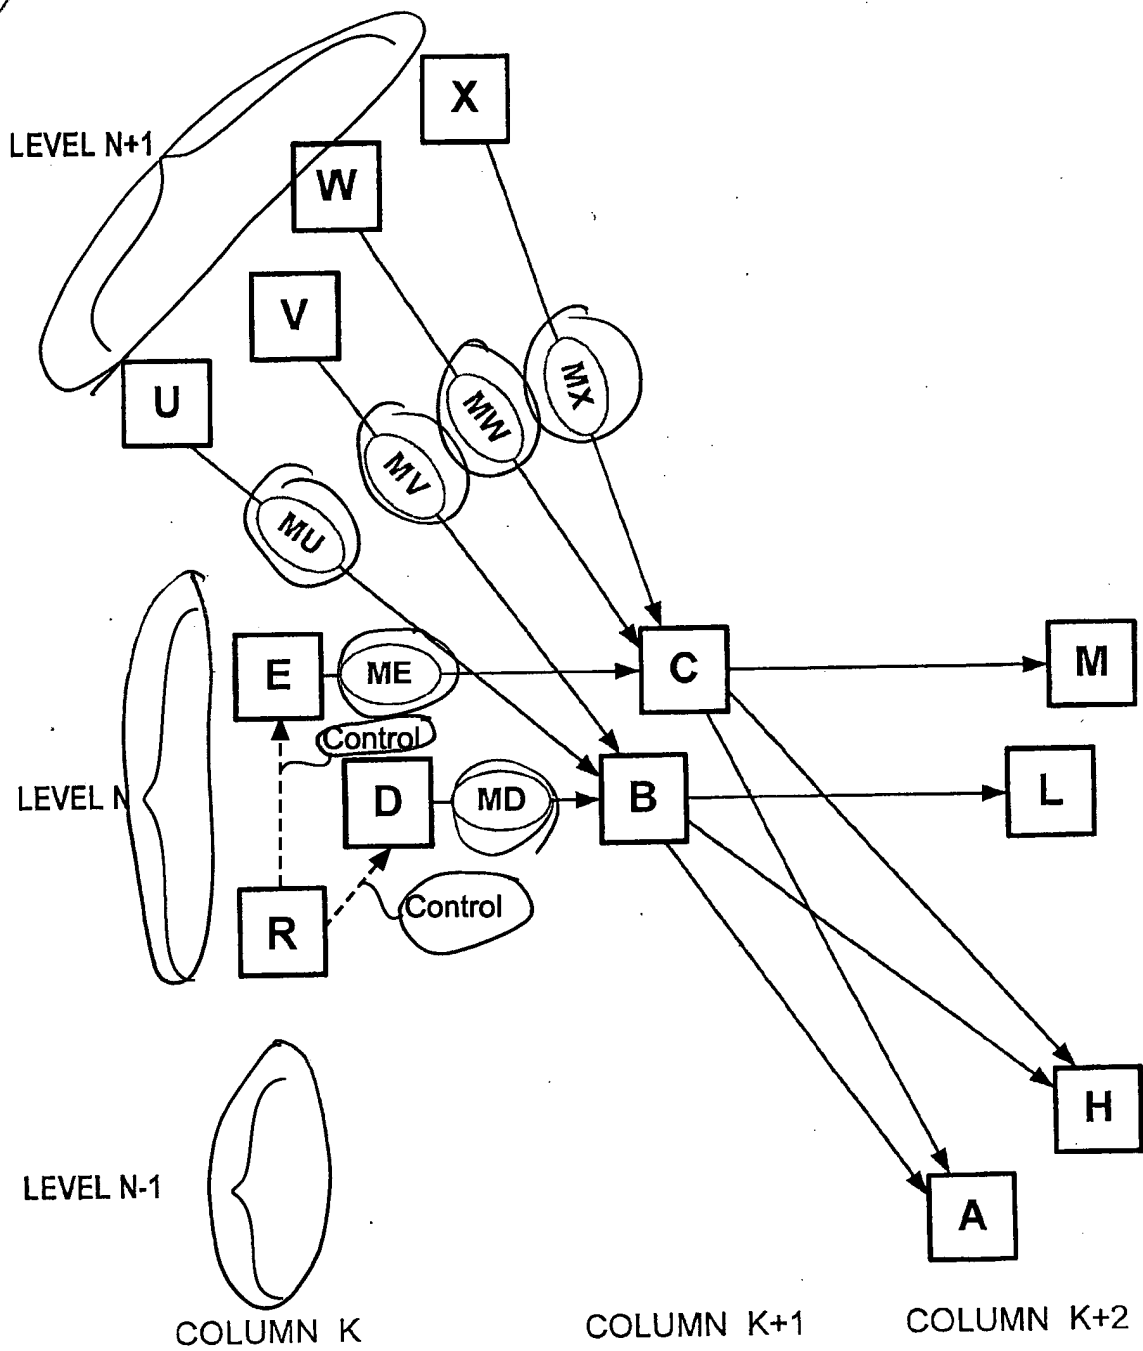 X
LEVEL N+1
W
V
MX
U
MW
MV
MU
E
ME
C
M
Control
LEVEL N
D
MD
B
L
R
Control
H
LEVEL N-1
A
COLUMN K
COLUMN K+1
COLUMN K+2